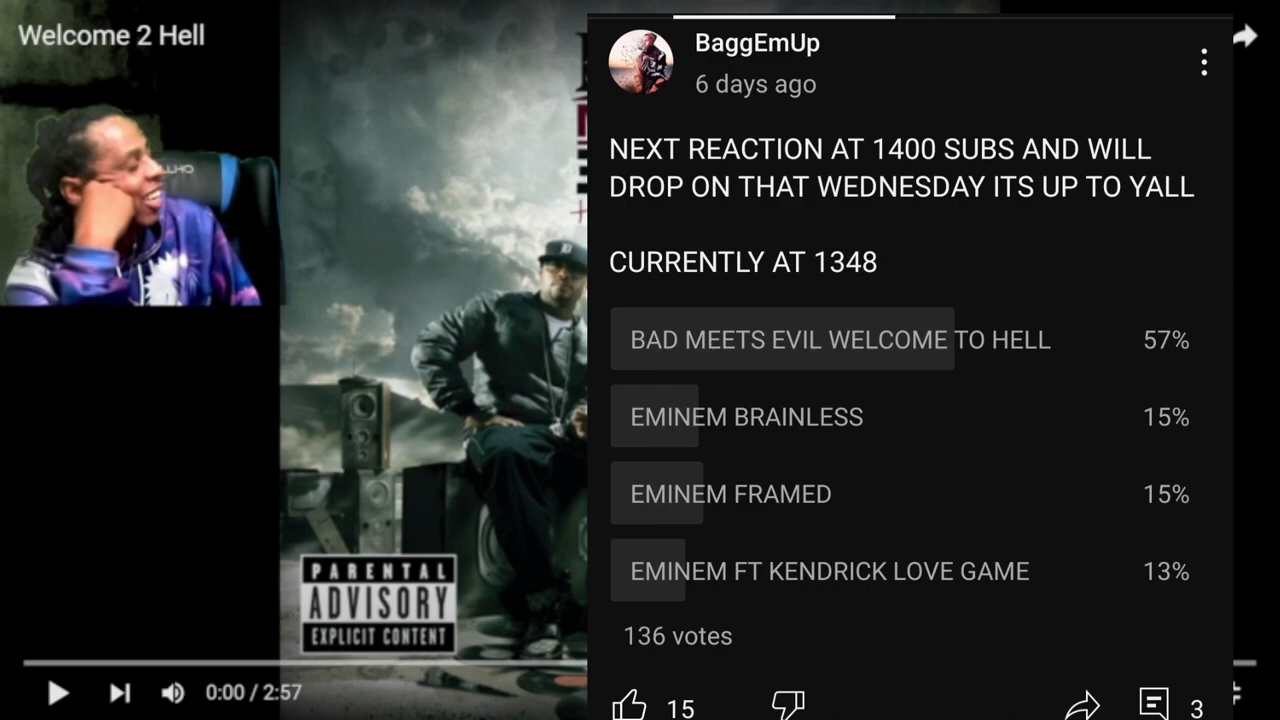 Welcome 2 Hell
BaggEmUp
6 days ago
NEXT REACTION AT 1400 SUBS AND WILL
DROP ON THAT WEDNESDAY ITS UP TO YALL
CURRENTLY AT 1348
BAD MEETS EVIL WELCOME TO HELL 57%
EMINEM BRAINLESS 15%
EMINEM FRAMED 15%
EMINEM FT KENDRICK LOVE GAME 13%
136 votes
15
3
PARENTAL
ADVISORY
EXPLICIT CONTENT
0:00 / 2:57